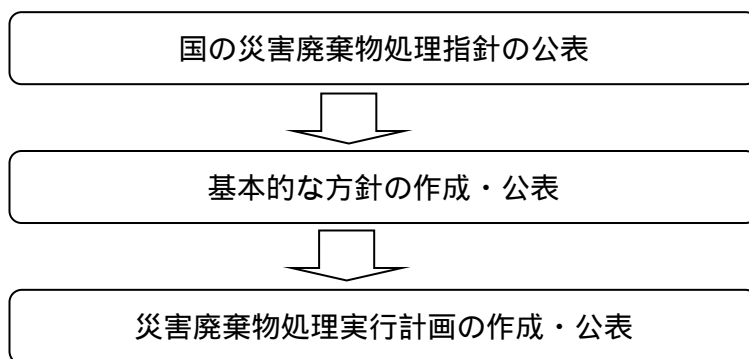 国の災害廃棄物処理指針の公表
基本的な方針の作成・公表
災害廃棄物処理実行計画の作成・公表